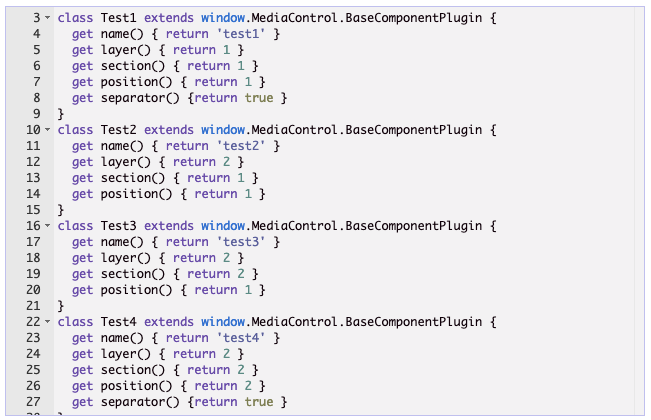 3 class Test1 extends window.MediaControl.BaseComponentPlugin {
4 get name() { return 'test1' }
5 get layer() { return 1 }
6 get section() { return 1 }
7 get position() { return 1 }
8 get separator() {return true }
9 }
10 class Test2 extends window.MediaControl.BaseComponentPlugin {
11 get name() { return 'test2' }
12 get layer() { return 2 }
13 get section() { return 1 }
14 get position() { return 1 }
15 }
16 class Test3 extends window.MediaControl.BaseComponentPlugin {
17 get name() { return 'test3' }
18 get layer() { return 2 }
19 get section() { return 2 }
20 get position() { return 1 }
21 }
22 class Test4 extends window.MediaControl.BaseComponentPlugin {
23 get name() { return 'test4' }
24 get layer() { return 2 }
25 get section() { return 2 }
26 get position() { return 2 }
27 get separator() {return true }